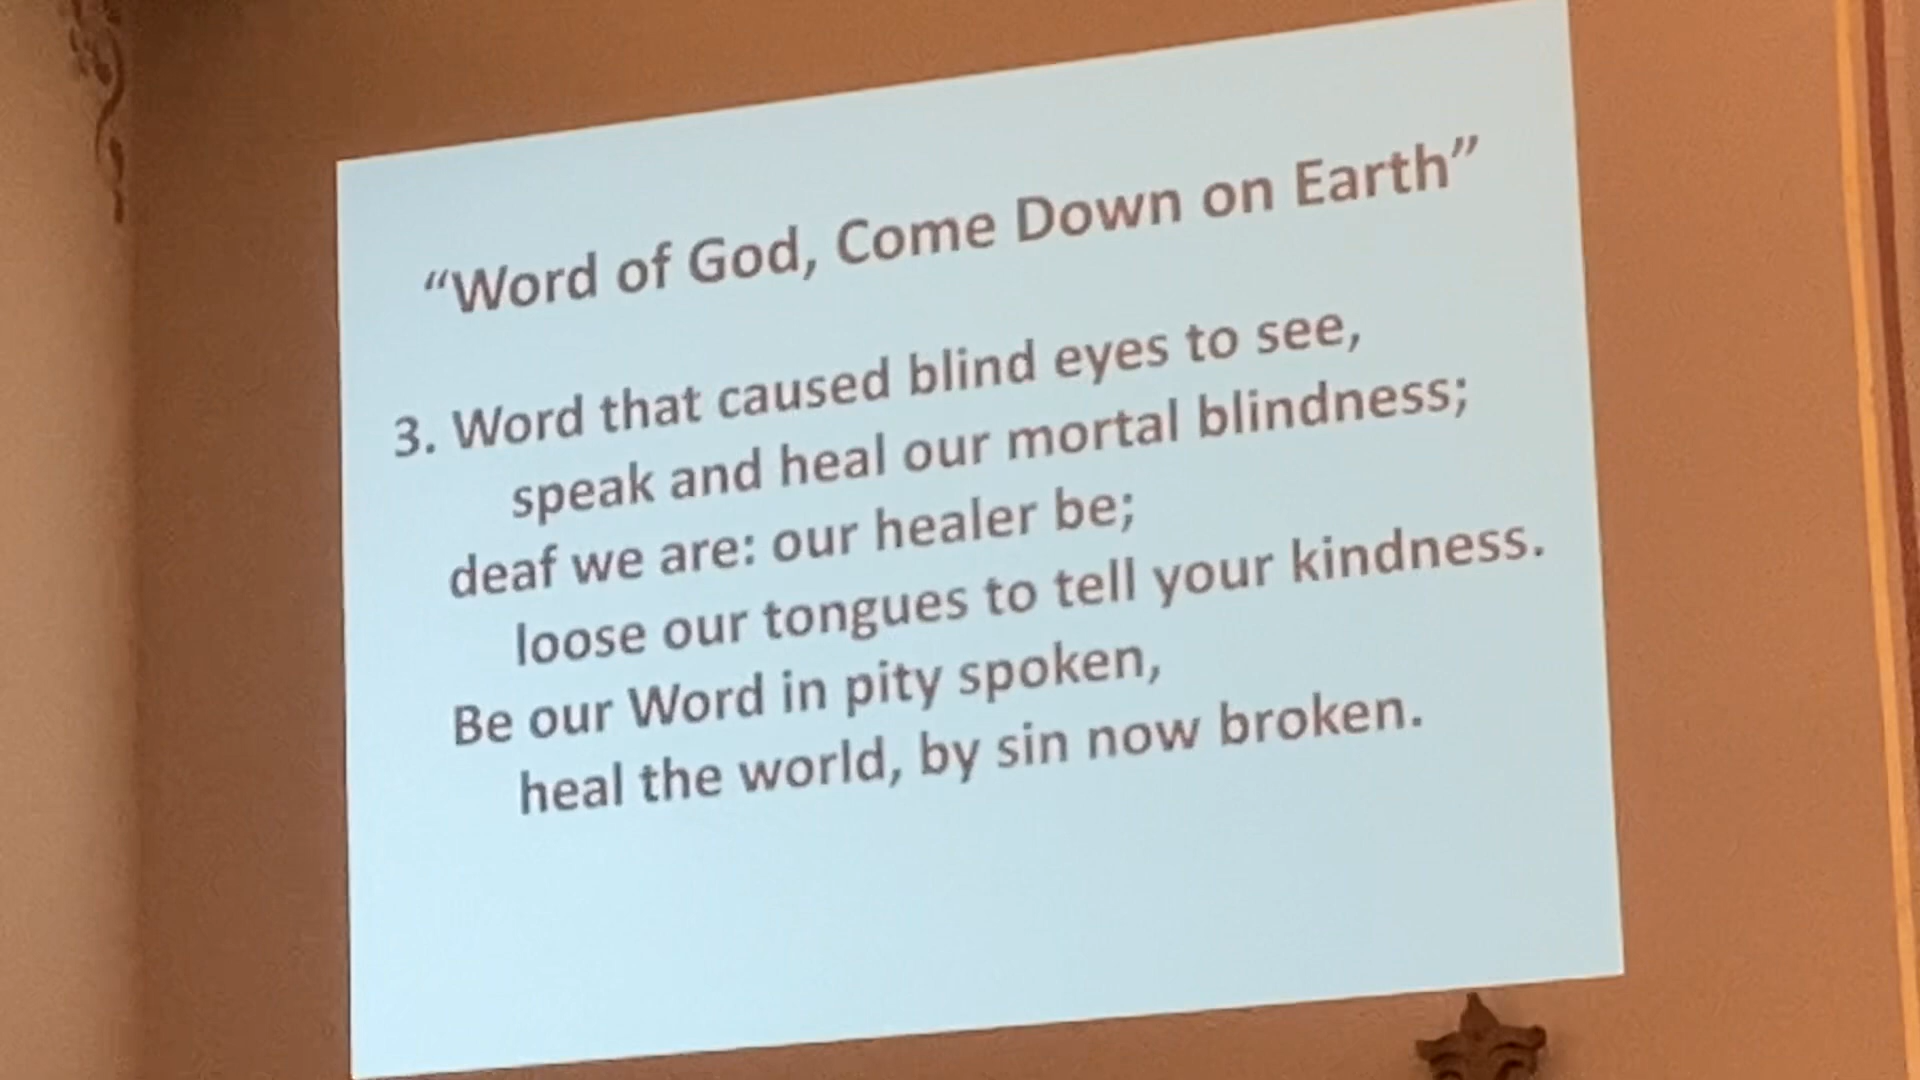 “Word of God, Come Down on Earth”
3. Word that caused blind eyes to see,
speak and heal our mortal blindness;
deaf we are: our healer be;
loose our tongues to tell your kindness.
Be our Word in pity spoken,
heal the world, by sin now broken.